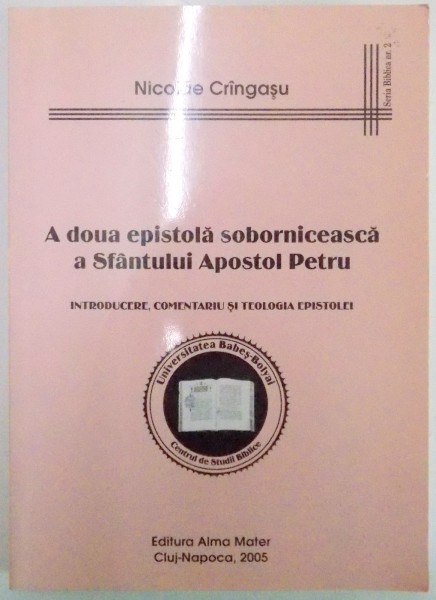 Nicolae Crîngaşu
Seria Biblica nr. 2
A doua epistolă sobornicească
a Sfântului Apostol Petru
INTRODUCERE, COMENTARIU ŞI TEOLOGIA EPISTOLEI
Universitatea Babeş-Bolyai
Centrul de Studii Biblice
Editura Alma Mater
Cluj-Napoca, 2005